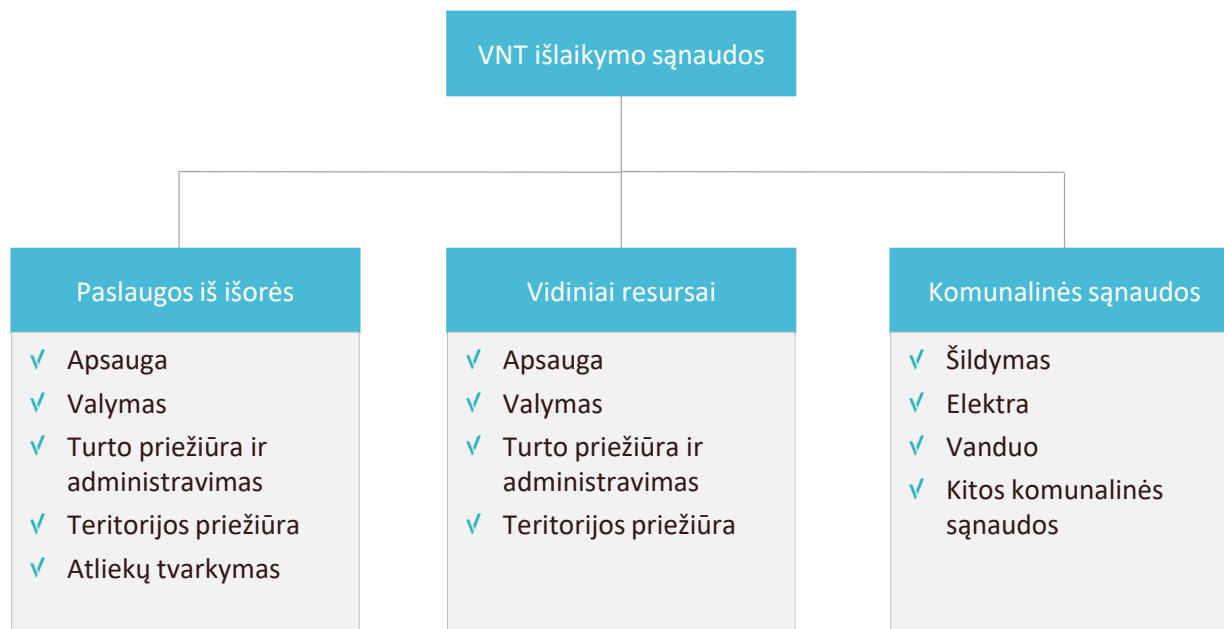 VNT išlaikymo sąnaudos
Paslaugos iš išorės
√ Apsauga
√ Valymas
√ Turto priežiūra ir
administravimas
√ Teritorijos priežiūra
√ Atliekų tvarkymas
Vidiniai resursai
√ Apsauga
√ Valymas
√ Turto priežiūra ir
administravimas
√ Teritorijos priežiūra
Komunalinės sąnaudos
√ Šildymas
√ Elektra
√ Vanduo
√ Kitos komunalinės
sąnaudos